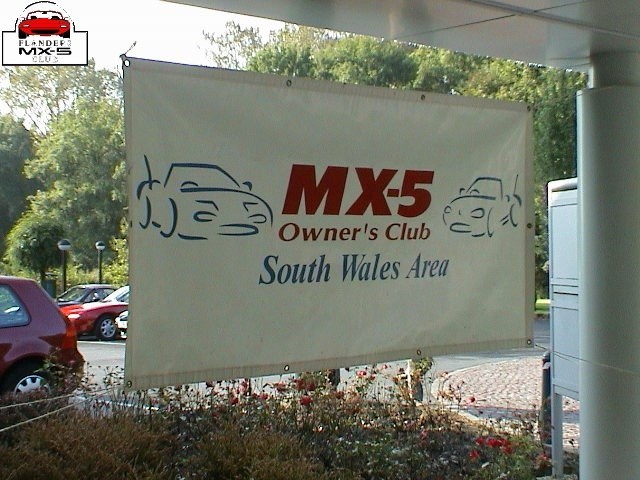 FLANDERS
MX-5
CLUB
MX-5
Owner's Club
South Wales Area